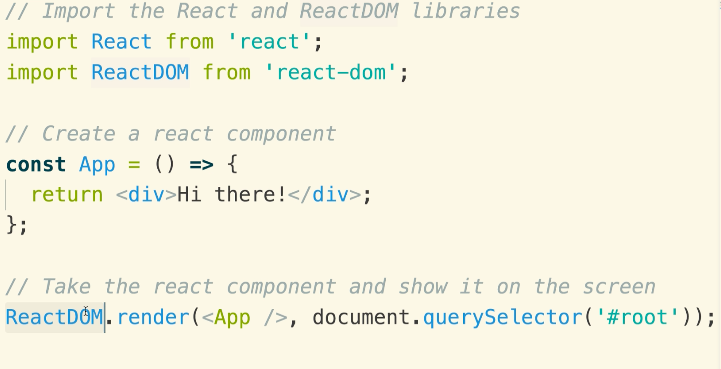 // Import the React and ReactDOM libraries
import React from 'react';
import ReactDOM from 'react-dom';
// Create a react component
const App = () => {
  return <div>Hi there!</div>;
};
// Take the react component and show it on the screen
ReactDOM.render(<App />, document.querySelector('#root'));